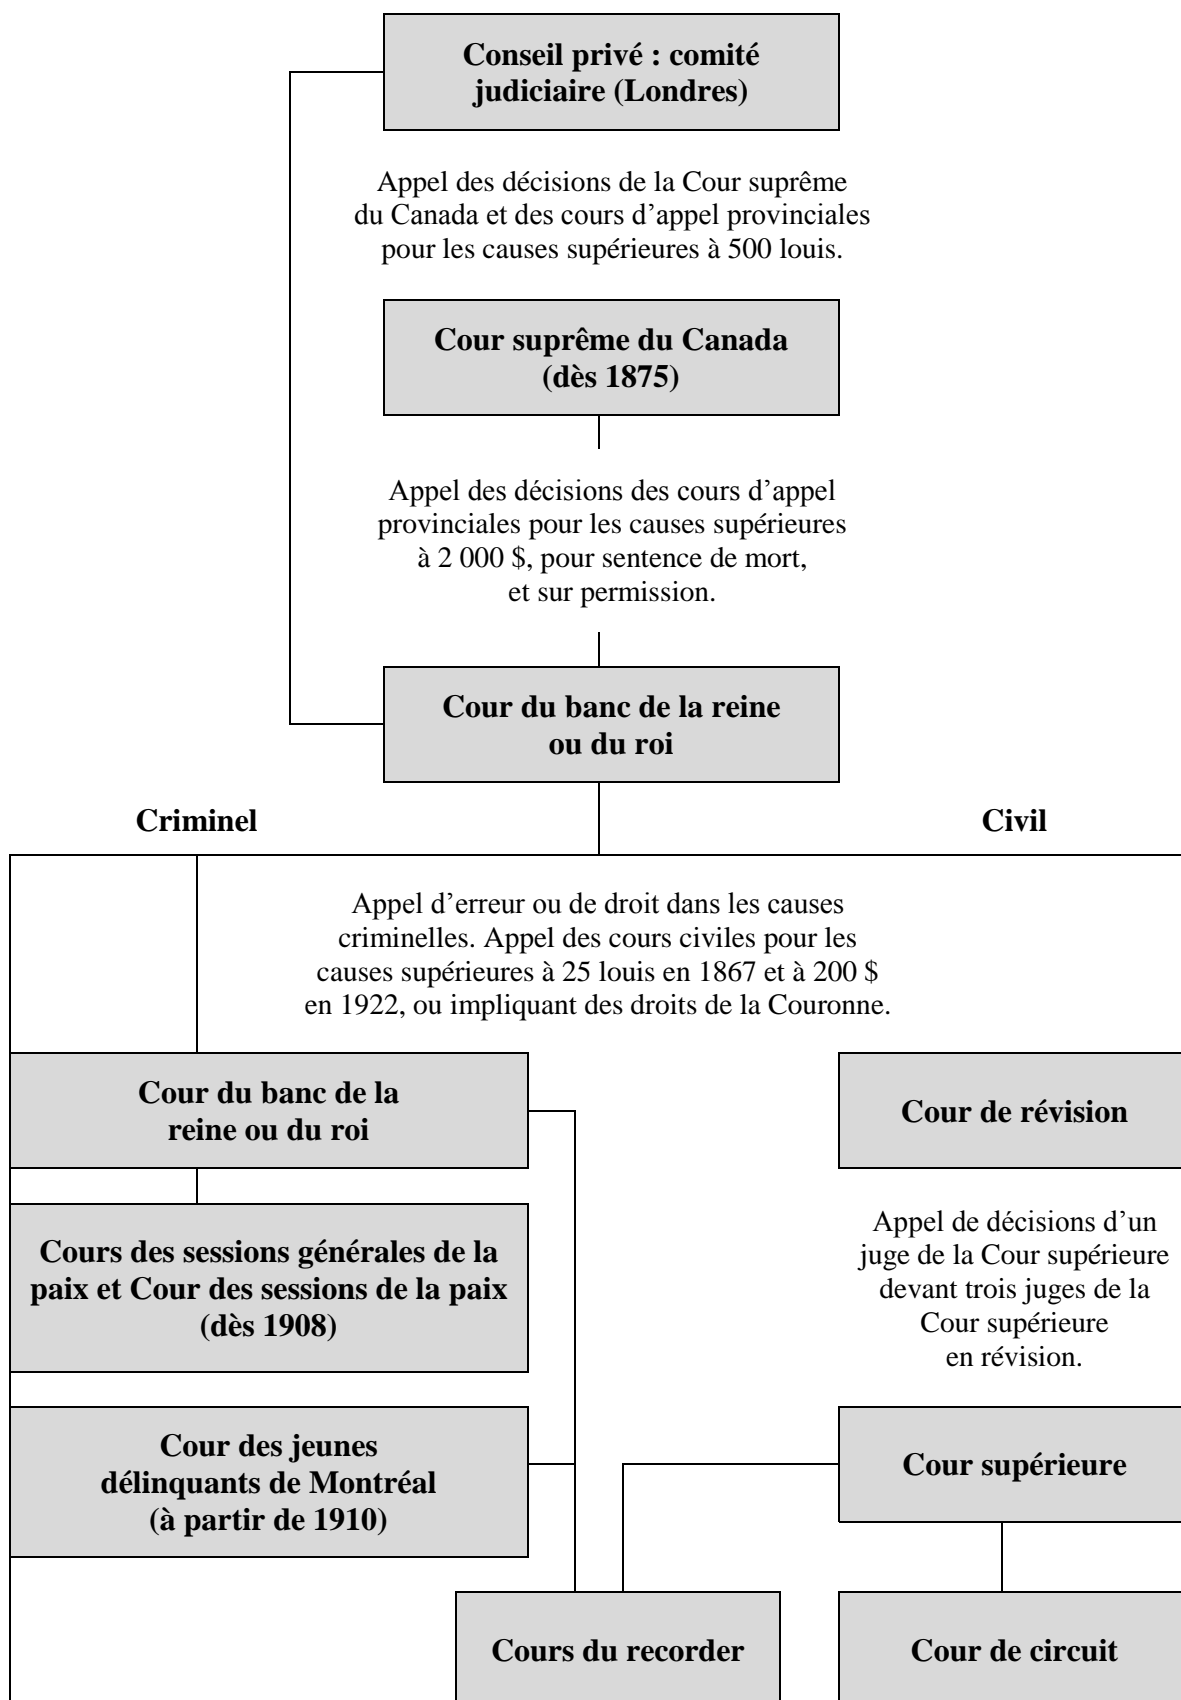 Conseil privé : comité
judiciaire (Londres)
Appel des décisions de la Cour suprême
du Canada et des cours d’appel provinciales
pour les causes supérieures à 500 louis.
Cour suprême du Canada
(dès 1875)
Appel des décisions des cours d’appel
provinciales pour les causes supérieures
à 2 000 $, pour sentence de mort,
et sur permission.
Cour du banc de la reine
ou du roi
Criminel
Civil
Appel d’erreur ou de droit dans les causes
criminelles. Appel des cours civiles pour les
causes supérieures à 25 louis en 1867 et à 200 $
en 1922, ou impliquant des droits de la Couronne.
Cour du banc de la
reine ou du roi
Cour de révision
Cours des sessions générales de la
paix et Cour des sessions de la paix
(dès 1908)
Appel de décisions d’un
juge de la Cour supérieure
devant trois juges de la
Cour supérieure
en révision.
Cour des jeunes
délinquants de Montréal
(à partir de 1910)
Cour supérieure
Cours du recorder
Cour de circuit